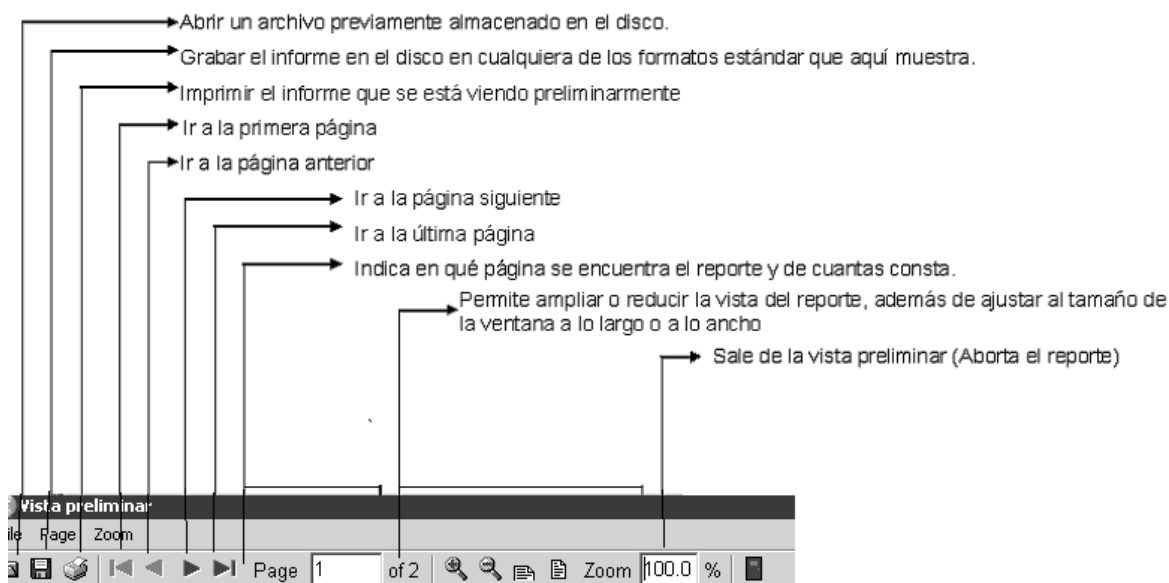 Abrir un archivo previamente almacenado en el disco.
Grabar el informe en el disco en cualquiera de los formatos estándar que aquí muestra.
Imprimir el informe que se está viendo preliminarmente
Ir a la primera página
Ir a la página anterior
Ir a la página siguiente
Ir a la última página
Indica en qué página se encuentra el reporte y de cuantas consta.
Permite ampliar o reducir la vista del reporte, además de ajustar al tamaño de
la ventana a lo largo o a lo ancho
Sale de la vista preliminar (Aborta el reporte)
Vista preliminar
ile Page Zoom
Page 1 of 2 Zoom 100.0 %